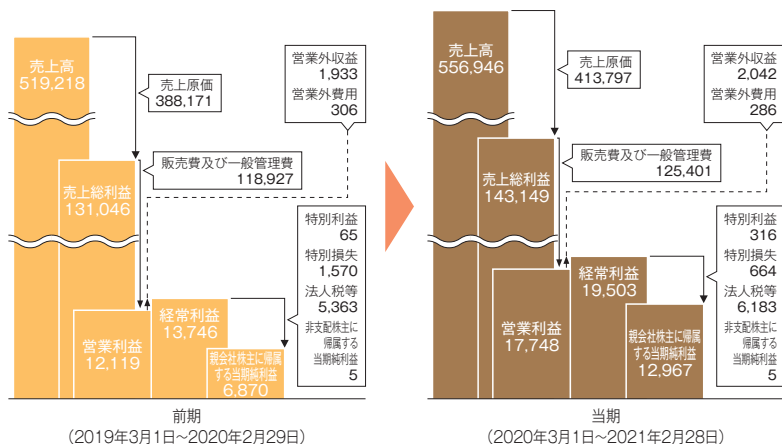 売上高
519,218
売上原価
388,171
売上総利益
131,046
販売費及び一般管理費
118,927
営業利益
12,119
営業外収益
1,933
営業外費用
306
経常利益
13,746
特別利益
65
特別損失
1,570
法人税等
5,363
非支配株主に
帰属する
当期純利益
5
親会社株主に帰属
する当期純利益
6,870
前期
（2019年3月1日～2020年2月29日）
売上高
556,946
売上原価
413,797
売上総利益
143,149
販売費及び一般管理費
125,401
営業利益
17,748
営業外収益
2,042
営業外費用
286
経常利益
19,503
特別利益
316
特別損失
664
法人税等
6,183
非支配株主に
帰属する
当期純利益
5
親会社株主に帰属
する当期純利益
12,967
当期
（2020年3月1日～2021年2月28日）